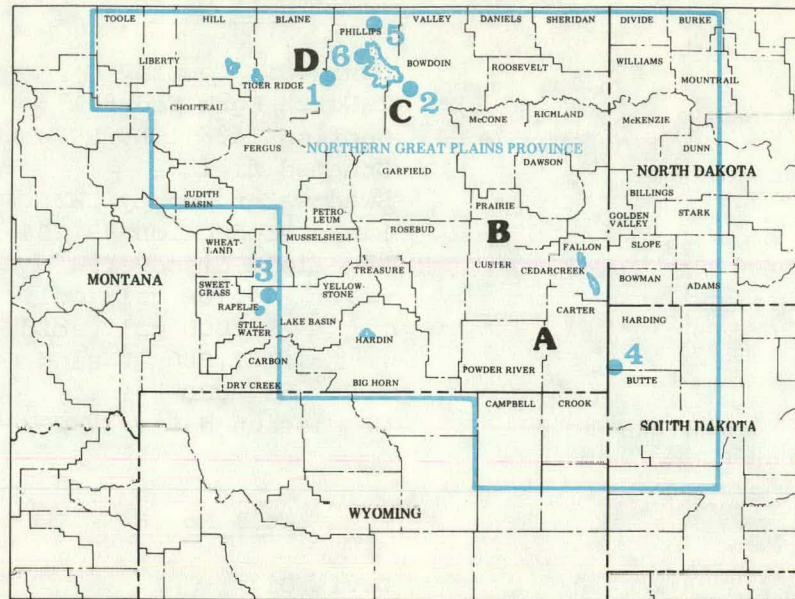 TOOLE HILL BLAINE PHILLIPS VALLEY DANIELS SHERIDAN DIVIDE BURKE
5
LIBERTY D 6 BOWDOIN ROOSEVELT WILLIAMS
TIGER RIDGE 1 2 MOUNTRAIL
CHOUTEAU C McCONE RICHLAND McKENZIE
FERGUS NORTHERN GREAT PLAINS PROVINCE DUNN
GARFIELD DAWSON NORTH DAKOTA
JUDITH BASIN PRAIRIE BILLINGS
PETRO-LEUM ROSEBUD B GOLDEN VALLEY STARK
WHEAT-LAND MUSSELSHELL CUSTER FALLON SLOPE
MONTANA 3 TREASURE CEDARCREEK BOWMAN ADAMS
SWEET-GRASS YELLOW-STONE CARTER
RAPELJE LAKE BASIN HARDING
STILL-WATER HARDIN A
CARBON POWDER RIVER 4 BUTTE
DRY CREEK BIG HORN CAMPBELL CROOK
SOUTH DAKOTA
WYOMING